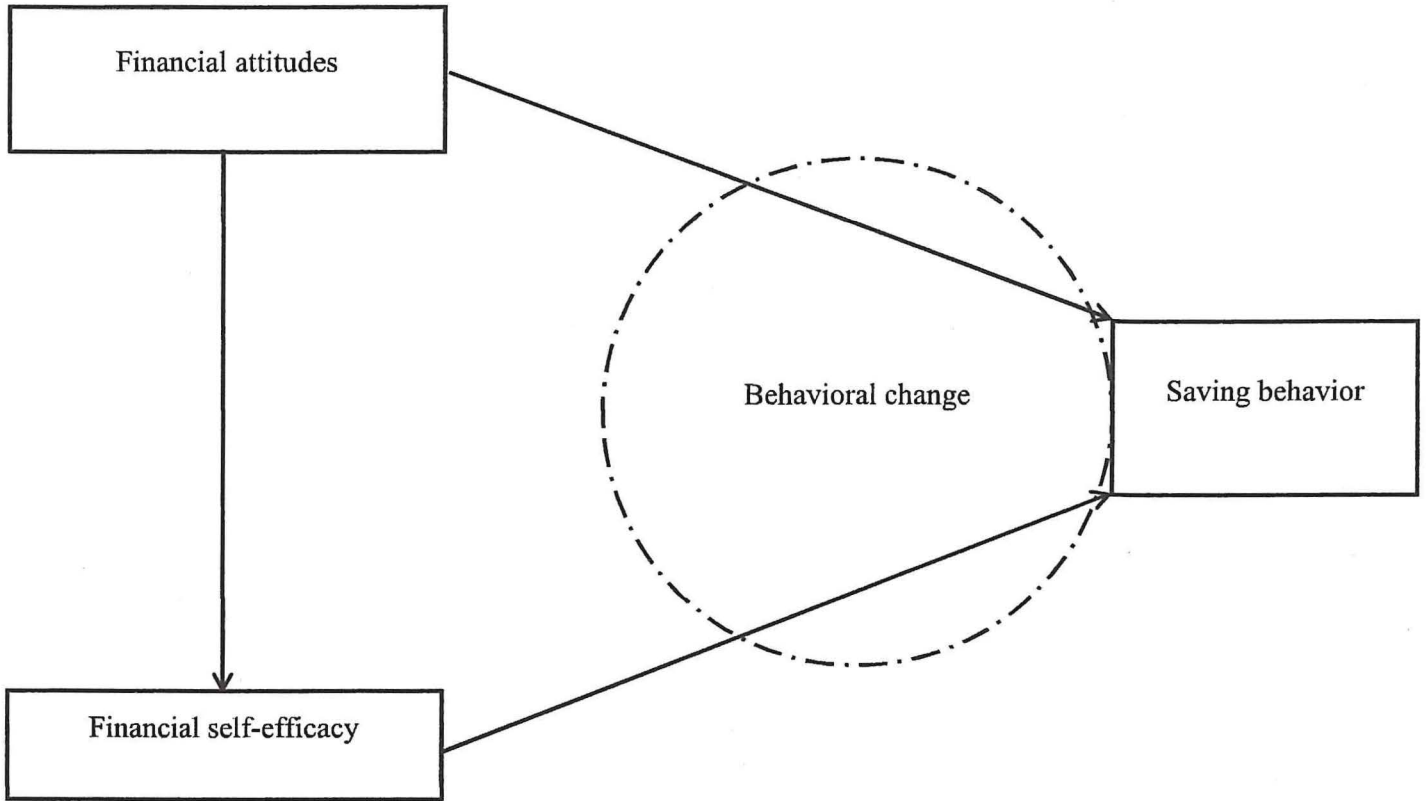 Financial attitudes
Behavioral change
Saving behavior
Financial self-efficacy